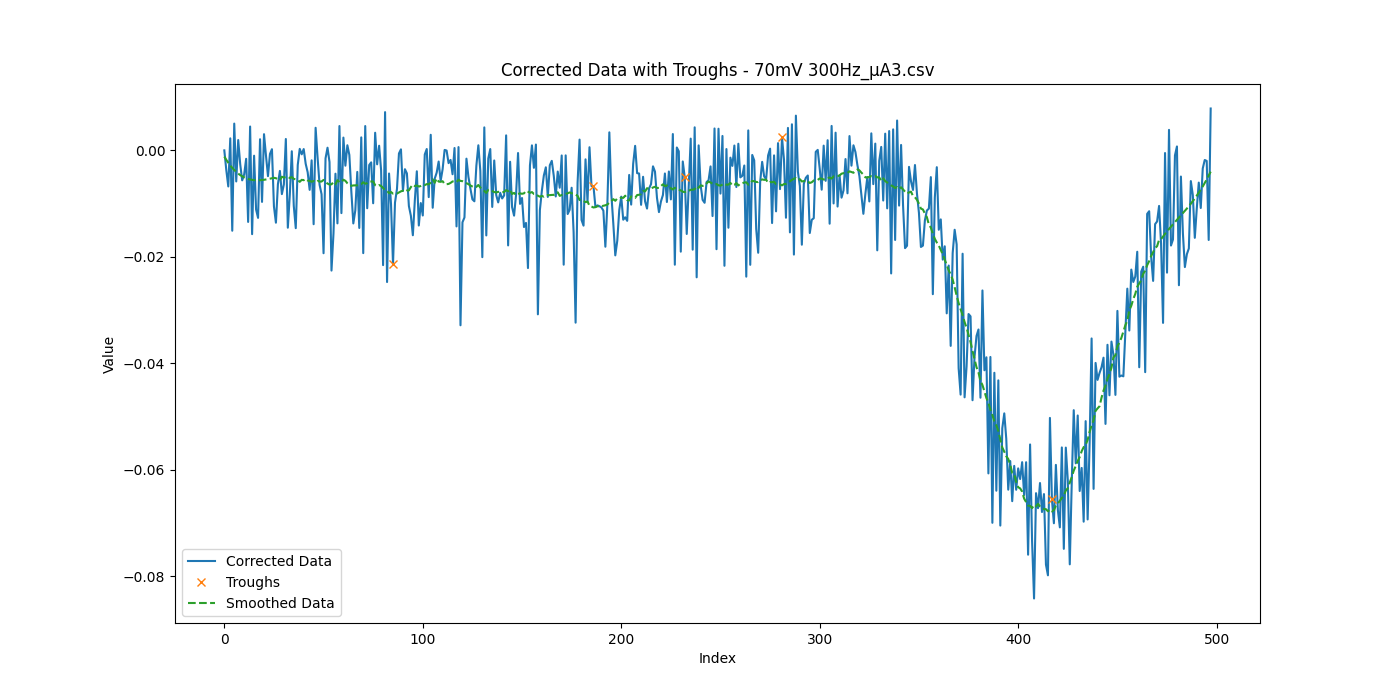 Corrected Data with Troughs - 70mV 300Hz_µA3.csv
Value
0.00
−0.02
−0.04
−0.06
−0.08
Corrected Data
Troughs
Smoothed Data
0
100
200
300
400
500
Index